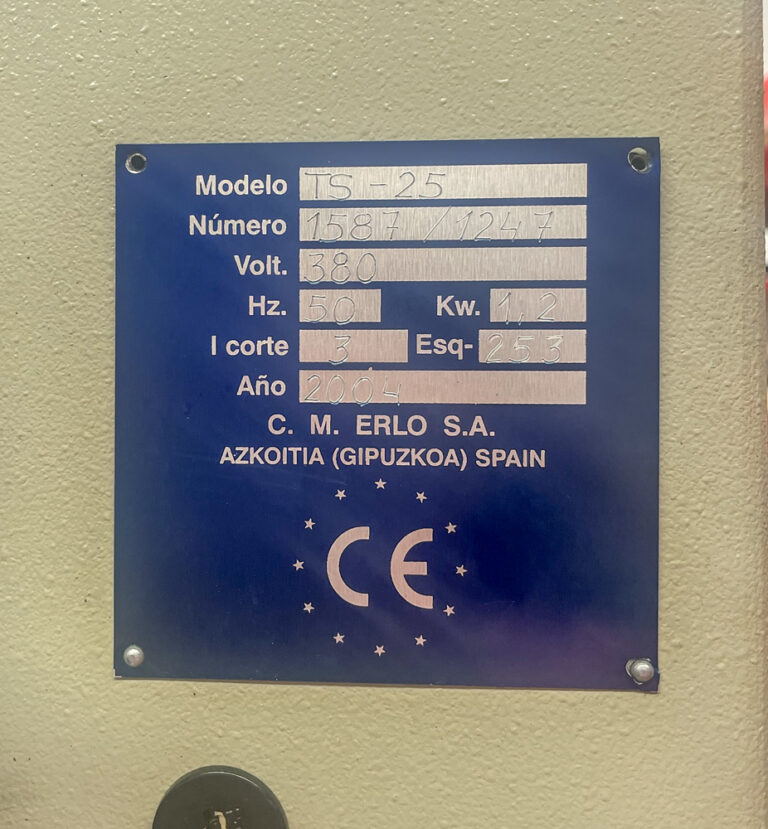 Modelo TS-25
Número 1587/1247
Volt. 380
Hz. 50 Kw. 1,2
I corte 3 Esq- 253
Año 2004
C. M. ERLO S.A.
AZKOITIA (GIPUZKOA) SPAIN
CE